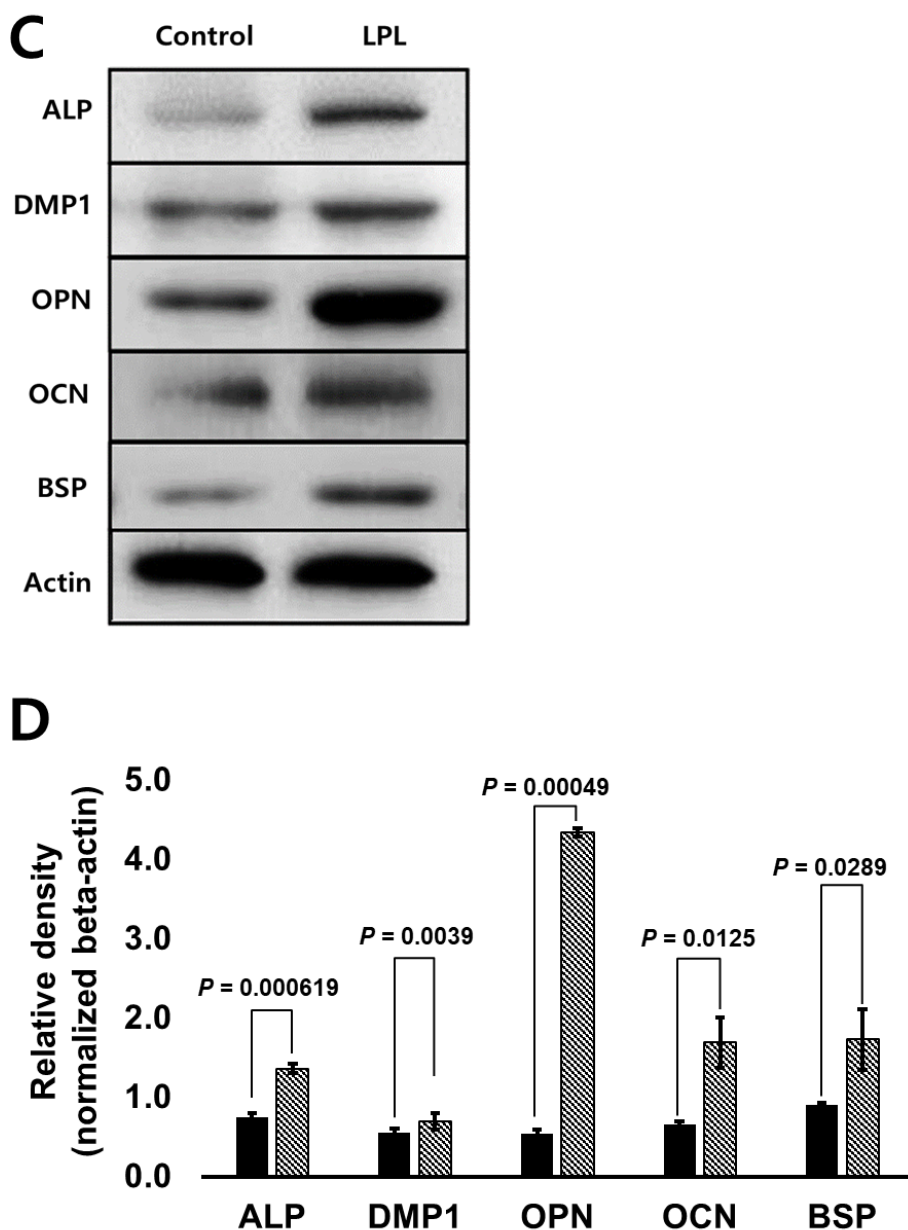 C
Control LPL
ALP
DMP1
OPN
OCN
BSP
Actin
D
Relative density
(normalized beta-actin)
5.0
4.0
3.0
2.0
1.0
0.0
P = 0.000619
P = 0.0039
P = 0.00049
P = 0.0125
P = 0.0289
ALP DMP1 OPN OCN BSP